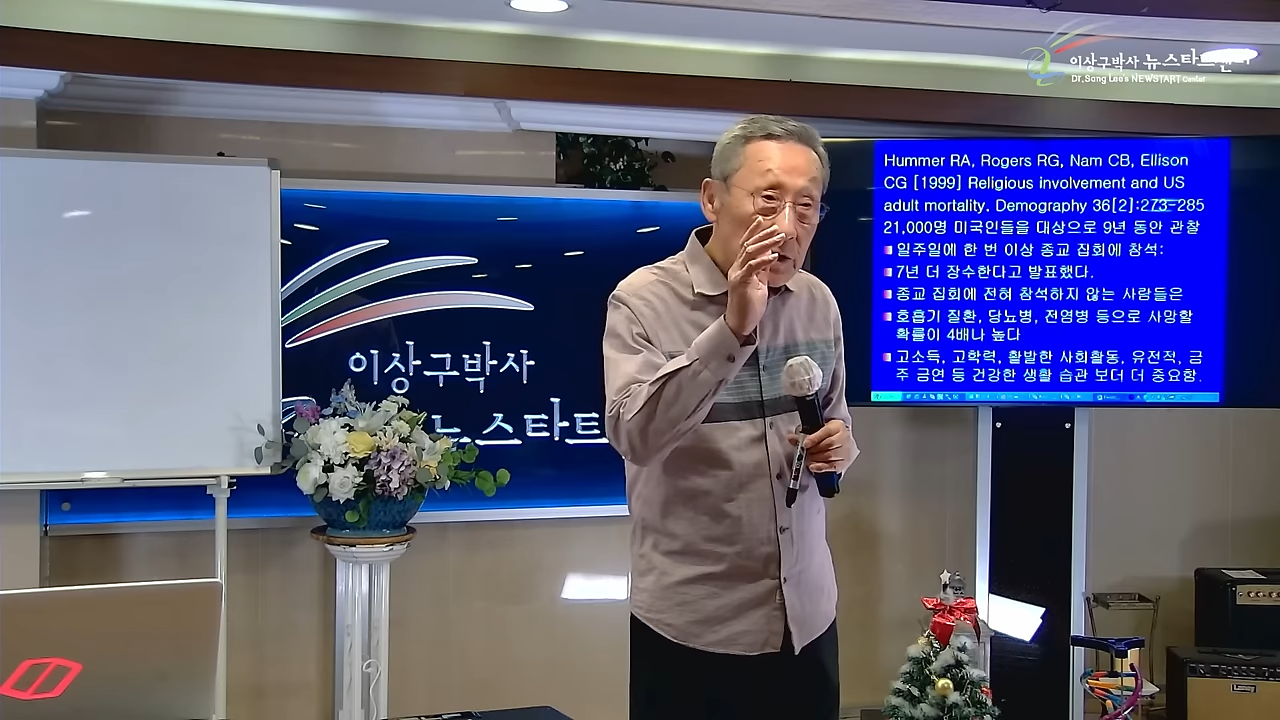 이상구박사 뉴스타트센터
Dr.Sang Lee's NEWSTART Center
Hummer RA, Rogers RG, Nam CB, Ellison
CG [1999] Religious involvement and US
adult mortality. Demography 36[2]:273-285
21,000명 미국인들을 대상으로 9년 동안 관찰
일주일에 한 번 이상 종교 집회에 참석:
7년 더 장수한다고 발표했다.
종교 집회에 전혀 참석하지 않는 사람들은
호흡기 질환, 당뇨병, 전염병 등으로 사망할
확률이 4배나 높다
고소득, 고학력, 활발한 사회활동, 유전적, 금
주 금연 등 건강한 생활 습관 보더 더 중요함.
이상구박사
뉴스타트